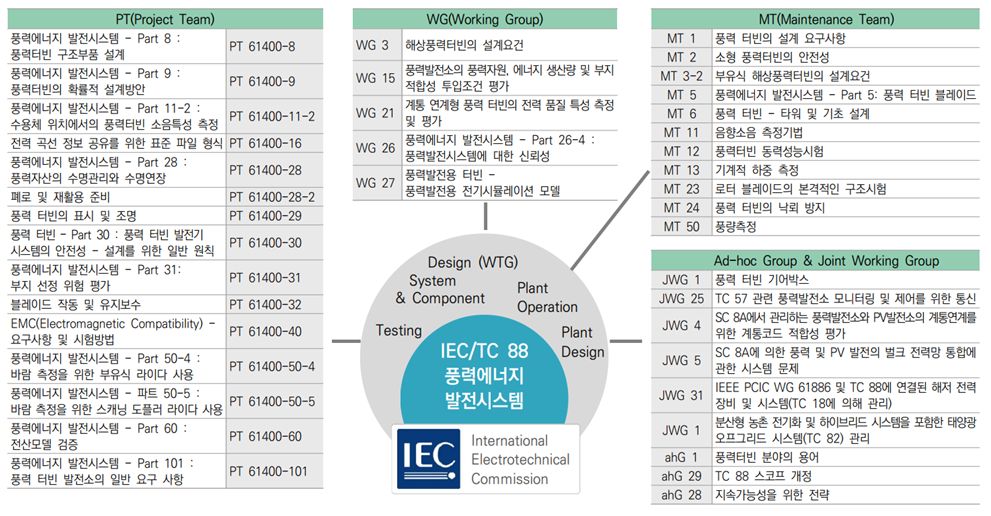 PT(Project Team)
풍력에너지 발전시스템 - Part 8 :
풍력터빈 구조부품 설계
PT 61400-8
풍력에너지 발전시스템 - Part 9 :
풍력터빈의 확률적 설계방안
PT 61400-9
풍력에너지 발전시스템 - Part 11-2 :
수용체 위치에서의 풍력터빈 소음특성 측정
PT 61400-11-2
전력 곡선 정보 공유를 위한 표준 파일 형식
PT 61400-16
풍력에너지 발전시스템 - Part 28 :
풍력자산의 수명관리와 수명연장
PT 61400-28
폐로 및 재활용 준비
PT 61400-28-2
풍력 터빈의 표시 및 조명
PT 61400-29
풍력 터빈 - Part 30 : 풍력 터빈 발전기
시스템의 안전성 - 설계를 위한 일반 원칙
PT 61400-30
풍력에너지 발전시스템 - Part 31:
부지 선정 위험 평가
PT 61400-31
블레이드 작동 및 유지보수
PT 61400-32
EMC(Electromagnetic Compatibility) -
요구사항 및 시험방법
PT 61400-40
풍력에너지 발전시스템 - Part 50-4 :
바람 측정을 위한 부유식 라이다 사용
PT 61400-50-4
풍력에너지 발전시스템 - 파트 50-5 :
바람 측정을 위한 스캐닝 도플러 라이다 사용
PT 61400-50-5
풍력에너지 발전시스템 - Part 60 :
전산모델 검증
PT 61400-60
풍력에너지 발전시스템 - Part 101 :
풍력 터빈 발전소의 일반 요구 사항
PT 61400-101
WG(Working Group)
WG 3
해상풍력터빈의 설계요건
WG 15
풍력발전소의 풍력자원, 에너지 생산량 및 부지
적합성 투입조건 평가
WG 21
계통 연계형 풍력 터빈의 전력 품질 특성 측정
및 평가
WG 26
풍력에너지 발전시스템 - Part 26-4 :
풍력발전시스템에 대한 신뢰성
WG 27
풍력발전용 터빈 -
풍력발전용 전기시뮬레이션 모델
Design (WTG)
System
& Component
Plant
Operation
Testing
Plant
Design
IEC/TC 88
풍력에너지
발전시스템
IEC
International
Electrotechnical
Commission
MT(Maintenance Team)
MT 1 풍력 터빈의 설계 요구사항
MT 2 소형 풍력터빈의 안전성
MT 3-2 부유식 해상풍력터빈의 설계요건
MT 5 풍력에너지 발전시스템 - Part 5: 풍력 터빈 블레이드
MT 6 풍력 터빈 - 타워 및 기초 설계
MT 11 음향소음 측정기법
MT 12 풍력터빈 동력성능시험
MT 13 기계적 하중 측정
MT 23 로터 블레이드의 본격적인 구조시험
MT 24 풍력 터빈의 낙뢰 방지
MT 50 풍량측정
Ad-hoc Group & Joint Working Group
JWG 1 풍력 터빈 기어박스
JWG 25 TC 57 관련 풍력발전소 모니터링 및 제어를 위한 통신
JWG 4
SC 8A에서 관리하는 풍력발전소와 PV발전소의 계통연계를
위한 계통코드 적합성 평가
JWG 5
SC 8A에 의한 풍력 및 PV 발전의 벌크 전력망 통합에
관한 시스템 문제
JWG 31
IEEE PCIC WG 61886 및 TC 88에 연결된 해저 전력
장비 및 시스템(TC 18에 의해 관리)
JWG 1
분산형 농촌 전기화 및 하이브리드 시스템을 포함한 태양광
오프그리드 시스템(TC 82) 관리
ahG 1 풍력터빈 분야의 용어
ahG 29 TC 88 스코프 개정
ahG 28 지속가능성을 위한 전략